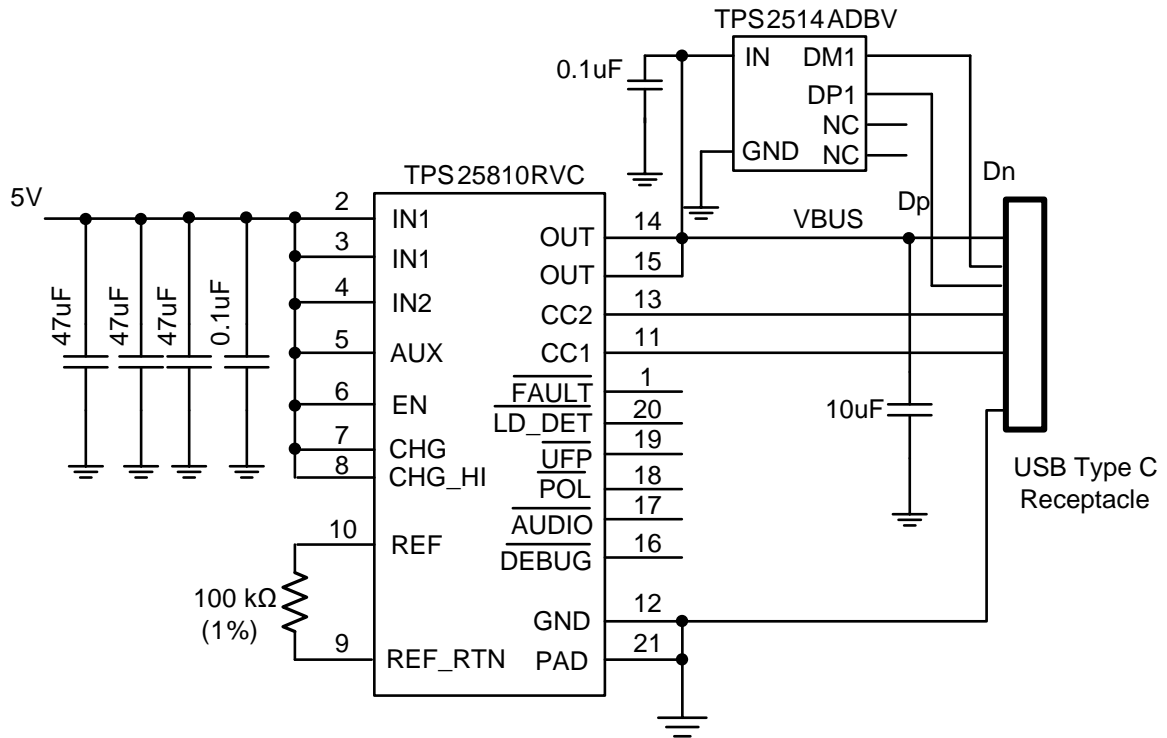 TPS2514ADBV
0.1uF
IN
DM1
DP1
NC
GND
NC
Dn
Dp
TPS25810RVC
5V
2
IN1
3
IN1
4
IN2
5
AUX
6
EN
7
CHG
8
CHG_HI
10
REF
9
REF_RTN
47uF
47uF
47uF
0.1uF
100 kΩ
(1%)
OUT
14
VBUS
OUT
15
CC2
13
CC1
11
FAULT
1
LD_DET
20
UFP
19
POL
18
AUDIO
17
DEBUG
16
GND
12
PAD
21
10uF
USB Type C
Receptacle